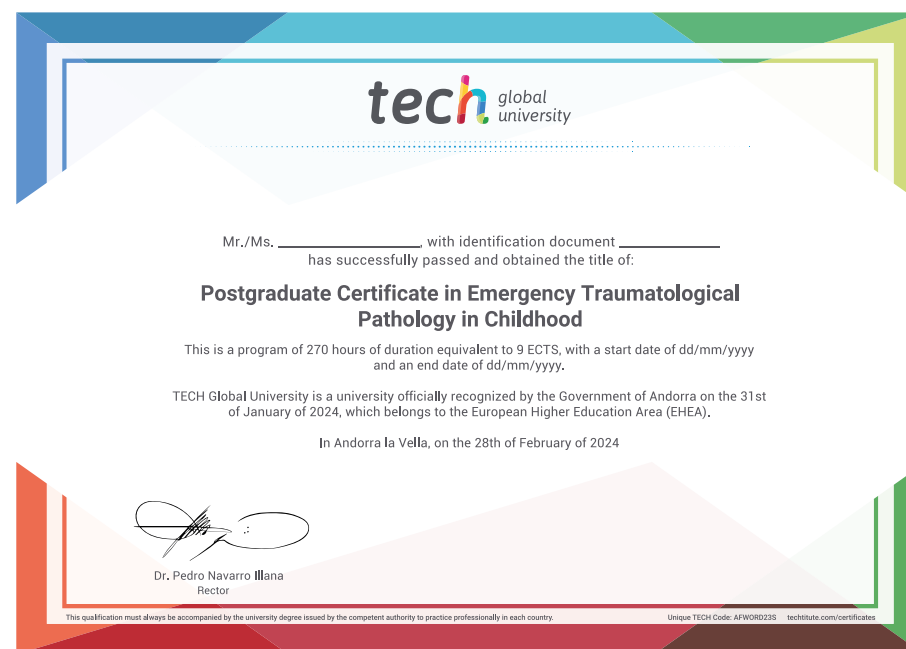 tech global university
Mr./Ms. ____________________, with identification document ______________
has successfully passed and obtained the title of:
Postgraduate Certificate in Emergency Traumatological
Pathology in Childhood
This is a program of 270 hours of duration equivalent to 9 ECTS, with a start date of dd/mm/yyyy
and an end date of dd/mm/yyyy.
TECH Global University is a university officially recognized by the Government of Andorra on the 31st
of January of 2024, which belongs to the European Higher Education Area (EHEA).
In Andorra la Vella, on the 28th of February of 2024
Dr. Pedro Navarro Illana
Rector
This qualification must always be accompanied by the university degree issued by the competent authority to practice professionally in each country.
Unique TECH Code: AFWORD23S techtitute.com/certificates